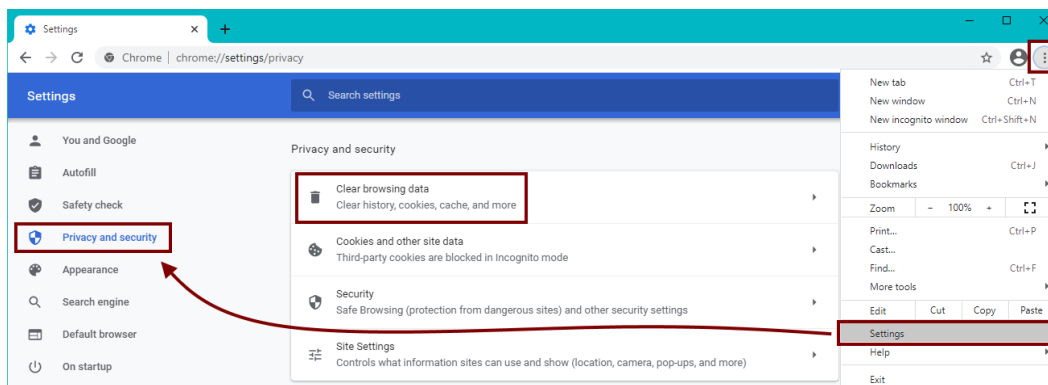 Settings
Chrome | chrome://settings/privacy
Settings
Search settings
You and Google
Autofill
Safety check
Privacy and security
Appearance
Search engine
Default browser
On startup
Privacy and security
Clear browsing data
Clear history, cookies, cache, and more
Cookies and other site data
Third-party cookies are blocked in Incognito mode
Security
Safe Browsing (protection from dangerous sites) and other security settings
Site Settings
Controls what information sites can use and show (location, camera, pop-ups, and more)
New tab Ctrl+T
New window Ctrl+N
New incognito window Ctrl+Shift+N
History
Downloads Ctrl+J
Bookmarks
Zoom - 100% +
Print... Ctrl+P
Cast...
Find... Ctrl+F
More tools
Edit Cut Copy Paste
Settings
Help
Exit